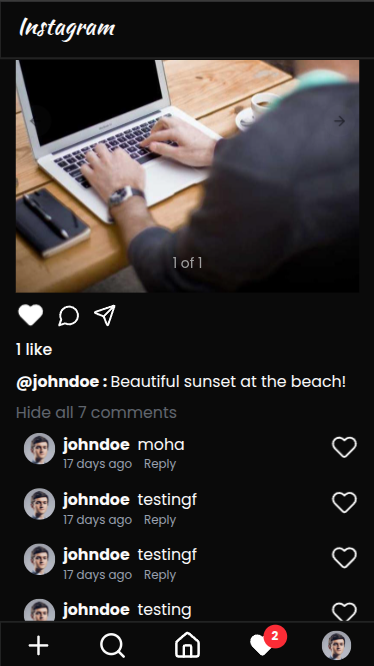 Instagram
1 of 1
1 like
@johndoe : Beautiful sunset at the beach!
Hide all 7 comments
johndoe moha
17 days ago Reply
johndoe testingf
17 days ago Reply
johndoe testingf
17 days ago Reply
johndoe testing
2